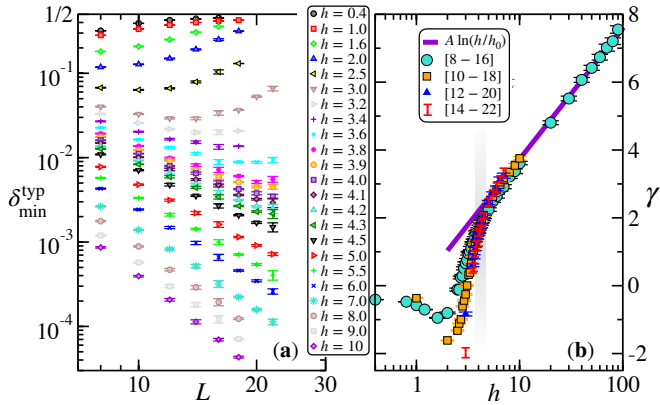 1/2
10⁻¹
10⁻²
10⁻³
10⁻⁴
δ_min^typ
10
20
30
L
(a)
h = 0.4
h = 1.0
h = 1.6
h = 2.0
h = 2.5
h = 3.0
h = 3.2
h = 3.4
h = 3.6
h = 3.8
h = 3.9
h = 4.0
h = 4.1
h = 4.2
h = 4.3
h = 4.5
h = 5.0
h = 5.5
h = 6.0
h = 7.0
h = 8.0
h = 9.0
h = 10
A ln(h/h₀)
[8 − 16]
[10 − 18]
[12 − 20]
[14 − 22]
(b)
1
10
100
h
8
6
4
2
0
-2
γ